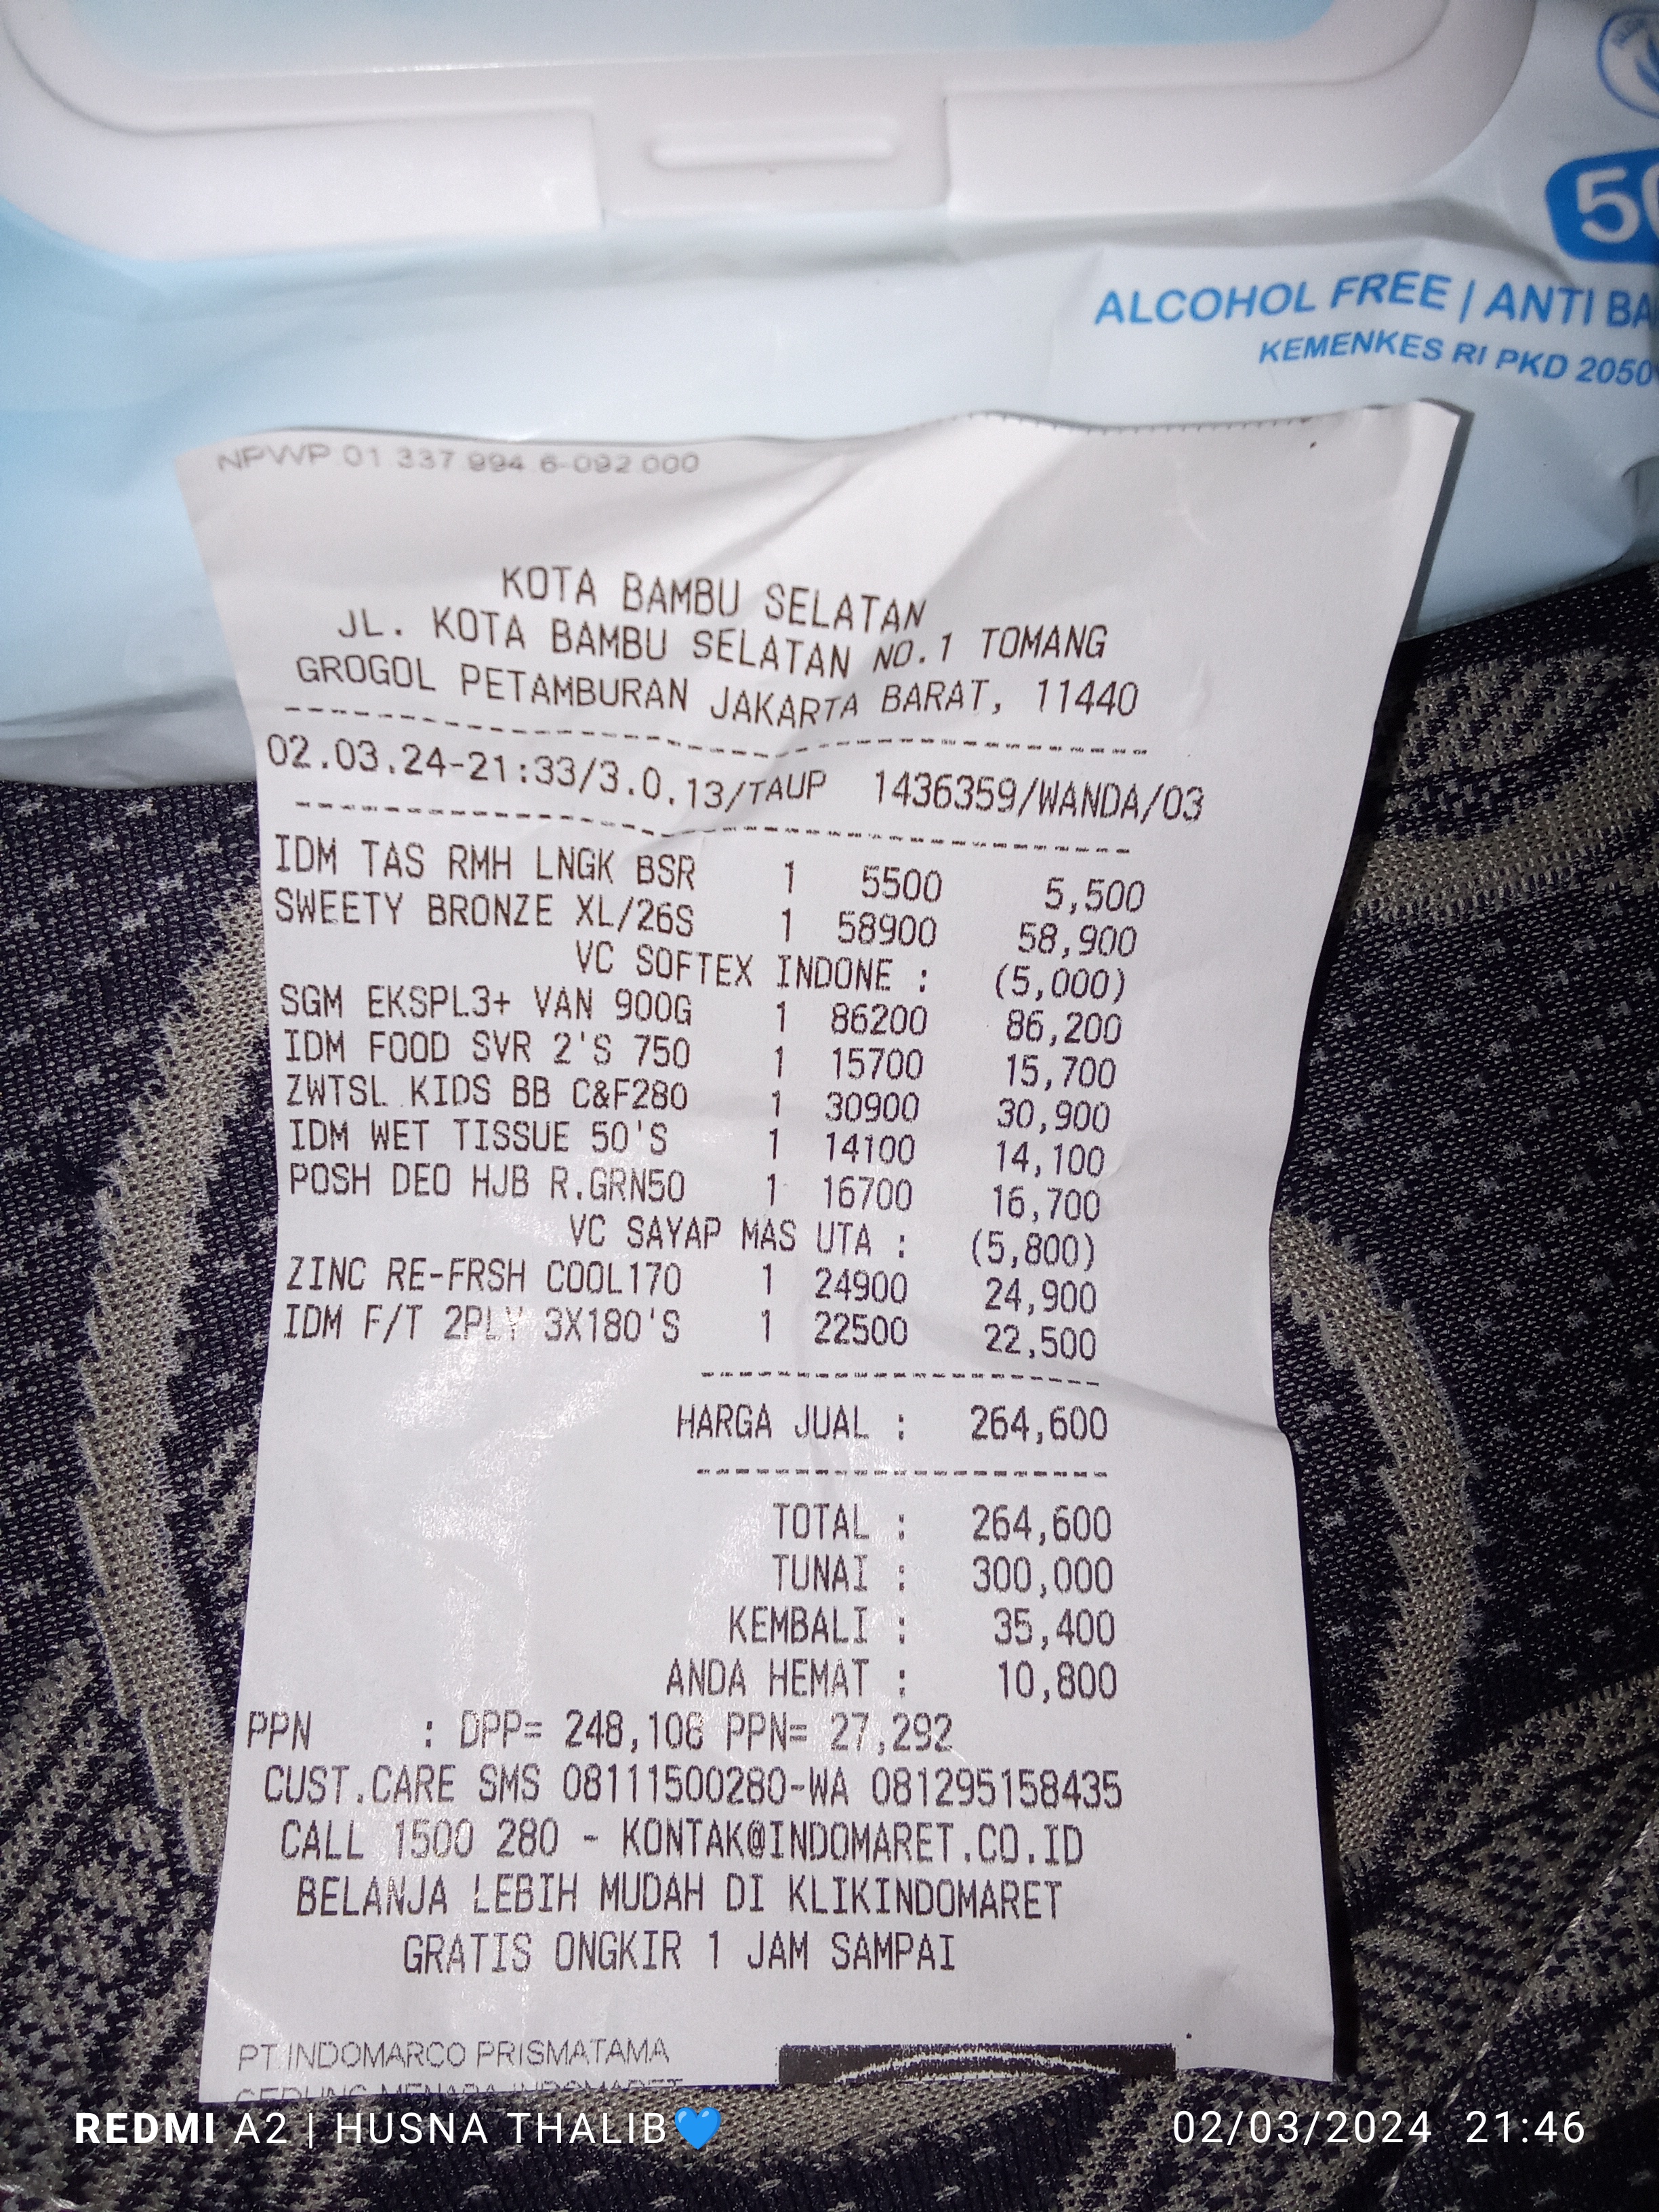 50
ALCOHOL FREE | ANTI BA
KEMENKES RI PKD 2050
NPWP 01 337 994 6-092 000
KOTA BAMBU SELATAN
JL. KOTA BAMBU SELATAN NO.1 TOMANG
GROGOL PETAMBURAN JAKARTA BARAT, 11440
02.03.24-21:33/3.0.13/TAUP 1436359/WANDA/03
IDM TAS RMH LNGK BSR 1 5500 5,500
SWEETY BRONZE XL/26S 1 58900 58,900
VC SOFTEX INDONE : (5,000)
SGM EKSPL3+ VAN 900G 1 86200 86,200
IDM FOOD SVR 2'S 750 1 15700 15,700
ZWTSL KIDS BB C&F280 1 30900 30,900
IDM WET TISSUE 50'S 1 14100 14,100
POSH DEO HJB R.GRN50 1 16700 16,700
VC SAYAP MAS UTA : (5,800)
ZINC RE-FRSH COOL170 1 24900 24,900
IDM F/T 2PLY 3X180'S 1 22500 22,500
HARGA JUAL : 264,600
TOTAL : 264,600
TUNAI : 300,000
KEMBALI : 35,400
ANDA HEMAT : 10,800
PPN : DPP= 248,108 PPN= 27,292
CUST.CARE SMS 08111500280-WA 081295158435
CALL 1500 280 - KONTAK@INDOMARET.CO.ID
BELANJA LEBIH MUDAH DI KLIKINDOMARET
GRATIS ONGKIR 1 JAM SAMPAI
PT.INDOMARCO PRISMATAMA
GEDUNG MENARA INDOMARET
REDMI A2 | HUSNA THALIB💙 02/03/2024 21:46